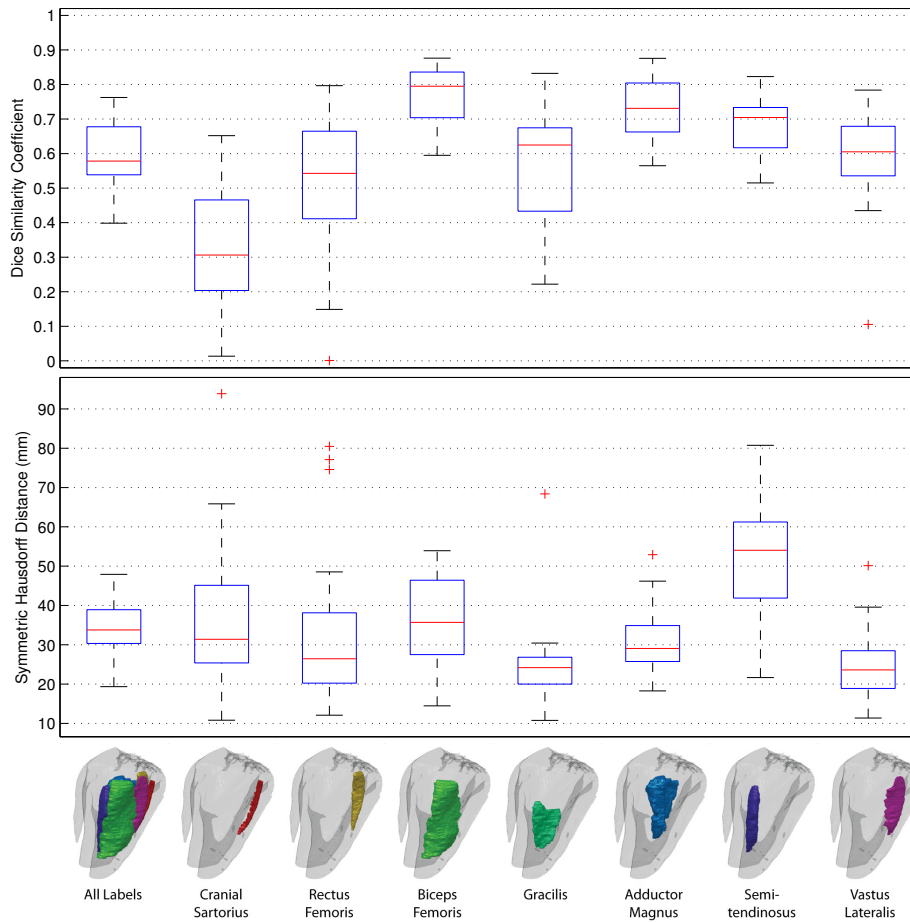 1
0.9
0.8
0.7
0.6
0.5
0.4
0.3
0.2
0.1
0
Dice Similarity Coefficient
90
80
70
60
50
40
30
20
10
Symmetric Hausdorff Distance (mm)
All Labels
Cranial
Sartorius
Rectus
Femoris
Biceps
Femoris
Gracilis
Adductor
Magnus
Semi-
tendinosus
Vastus
Lateralis